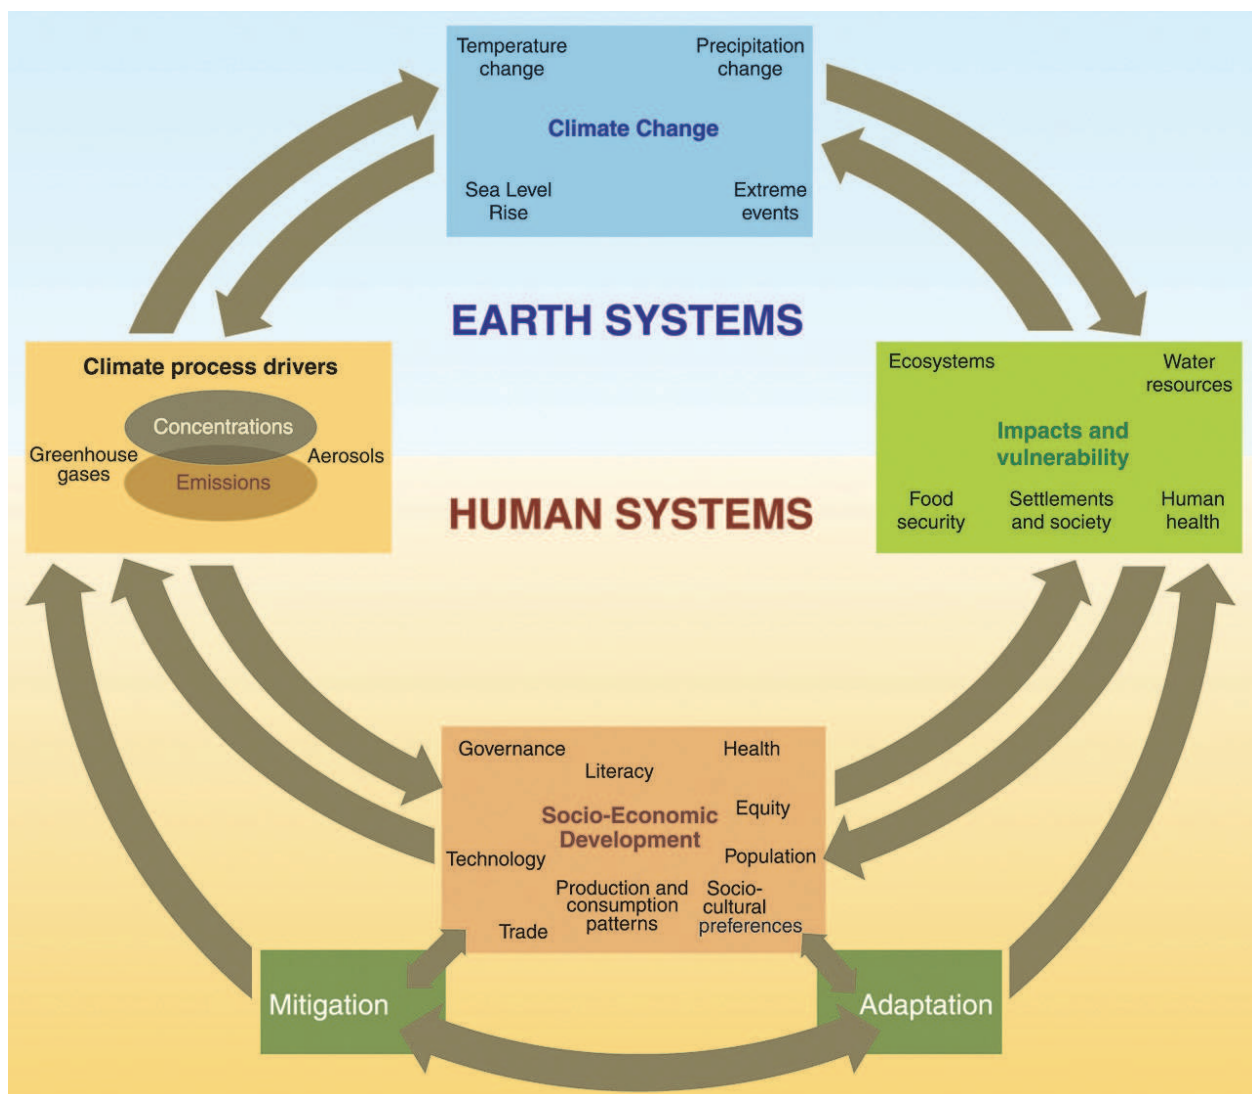 Temperature
change
Precipitation
change
Climate Change
Sea Level
Rise
Extreme
events
EARTH SYSTEMS
Climate process drivers
Concentrations
Greenhouse
gases
Aerosols
Emissions
Ecosystems
Water
resources
Impacts and
vulnerability
Food
security
Settlements
and society
Human
health
HUMAN SYSTEMS
Governance
Literacy
Health
Socio-Economic
Development
Equity
Technology
Population
Production and
consumption
patterns
Socio-
cultural
preferences
Trade
Mitigation
Adaptation